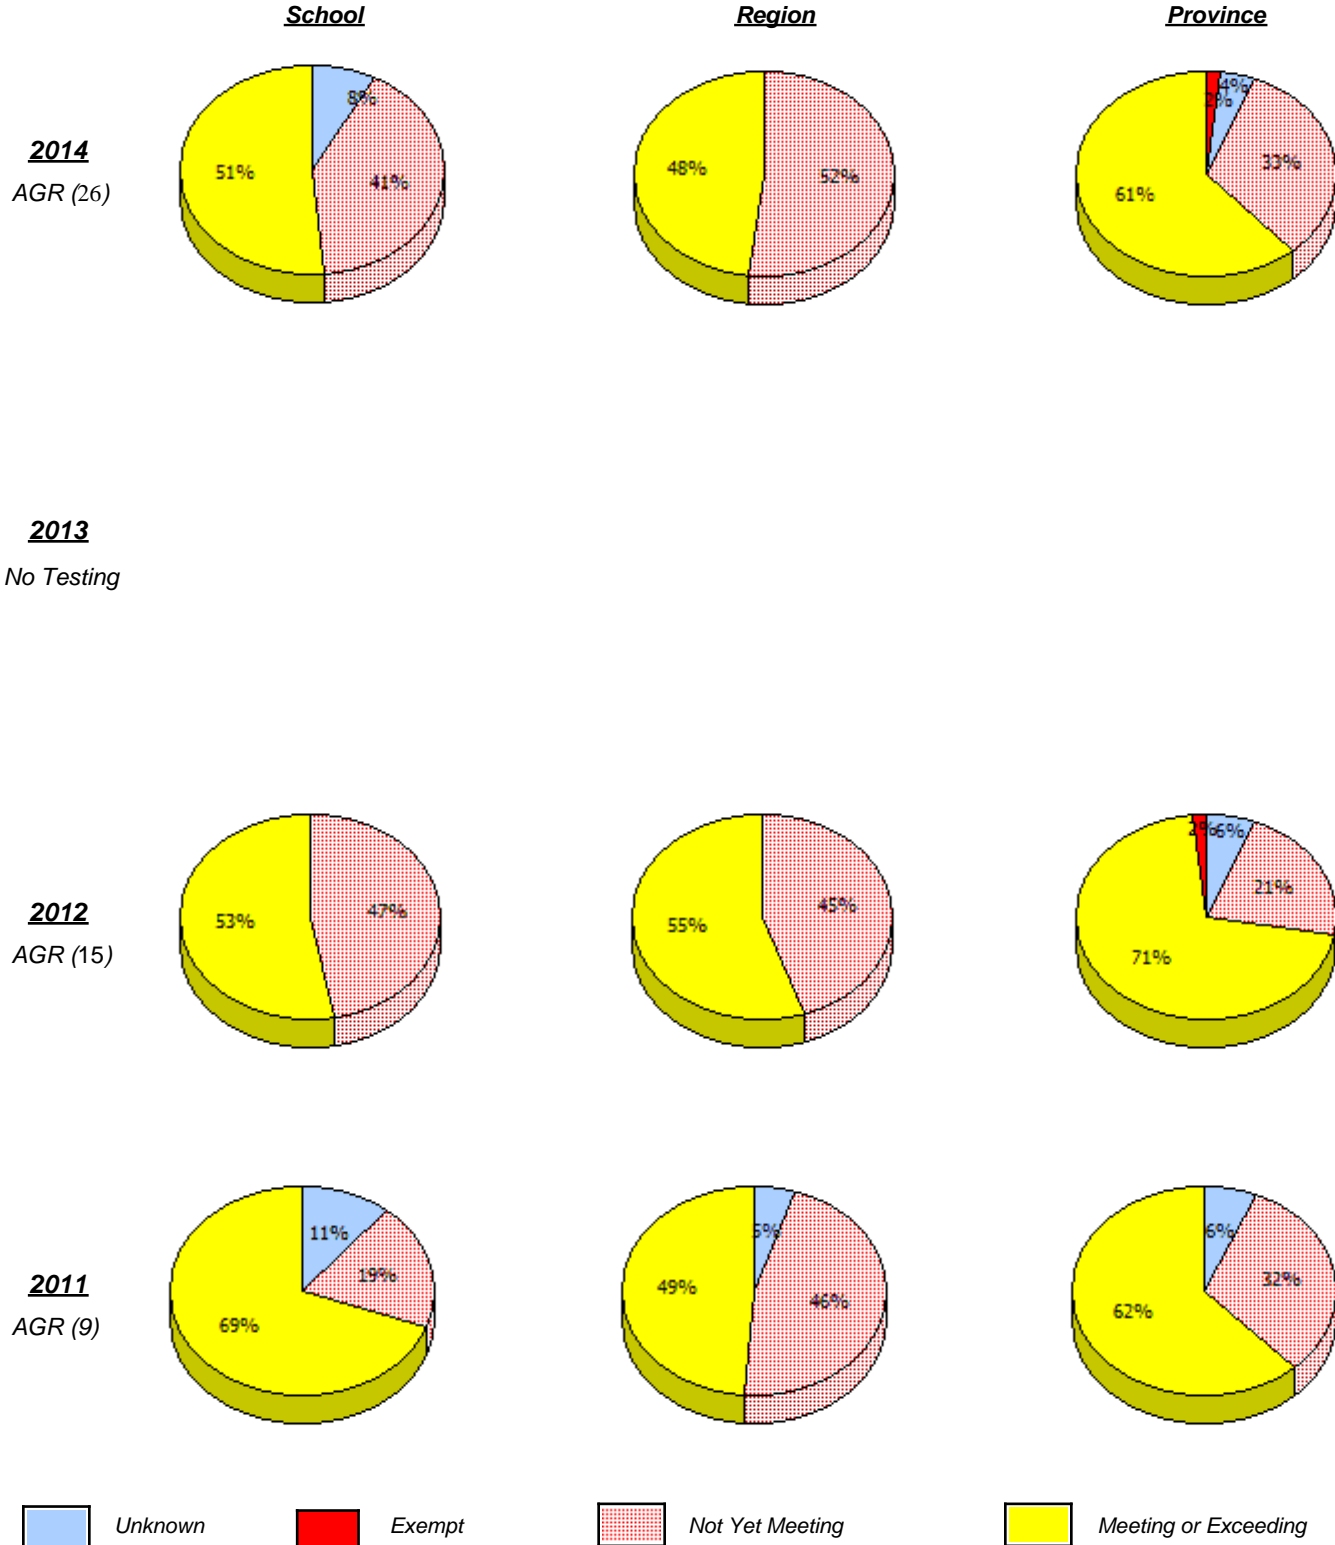 School Region Province
8% 41% 51%
52% 48%
2% 4% 33% 61%
2014
AGR (26)
2013
No Testing
47% 53%
45% 55%
2% 6% 21% 71%
2012
AGR (15)
11% 19% 69%
5% 46% 49%
6% 32% 62%
2011
AGR (9)
Unknown Exempt Not Yet Meeting Meeting or Exceeding